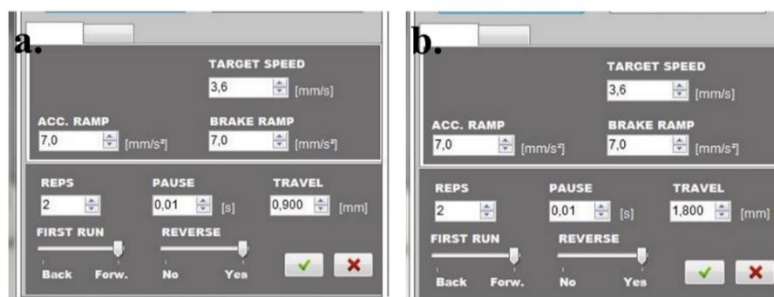 a.
TARGET SPEED
3,6 [mm/s]
ACC. RAMP BRAKE RAMP
7,0 [mm/s²] 7,0 [mm/s²]
REPS PAUSE TRAVEL
2 0,01 [s] 0,900 [mm]
FIRST RUN REVERSE
Back Forw. No Yes
b.
TARGET SPEED
3,6 [mm/s]
ACC. RAMP BRAKE RAMP
7,0 [mm/s²] 7,0 [mm/s²]
REPS PAUSE TRAVEL
2 0,01 [s] 1,800 [mm]
FIRST RUN REVERSE
Back Forw. No Yes